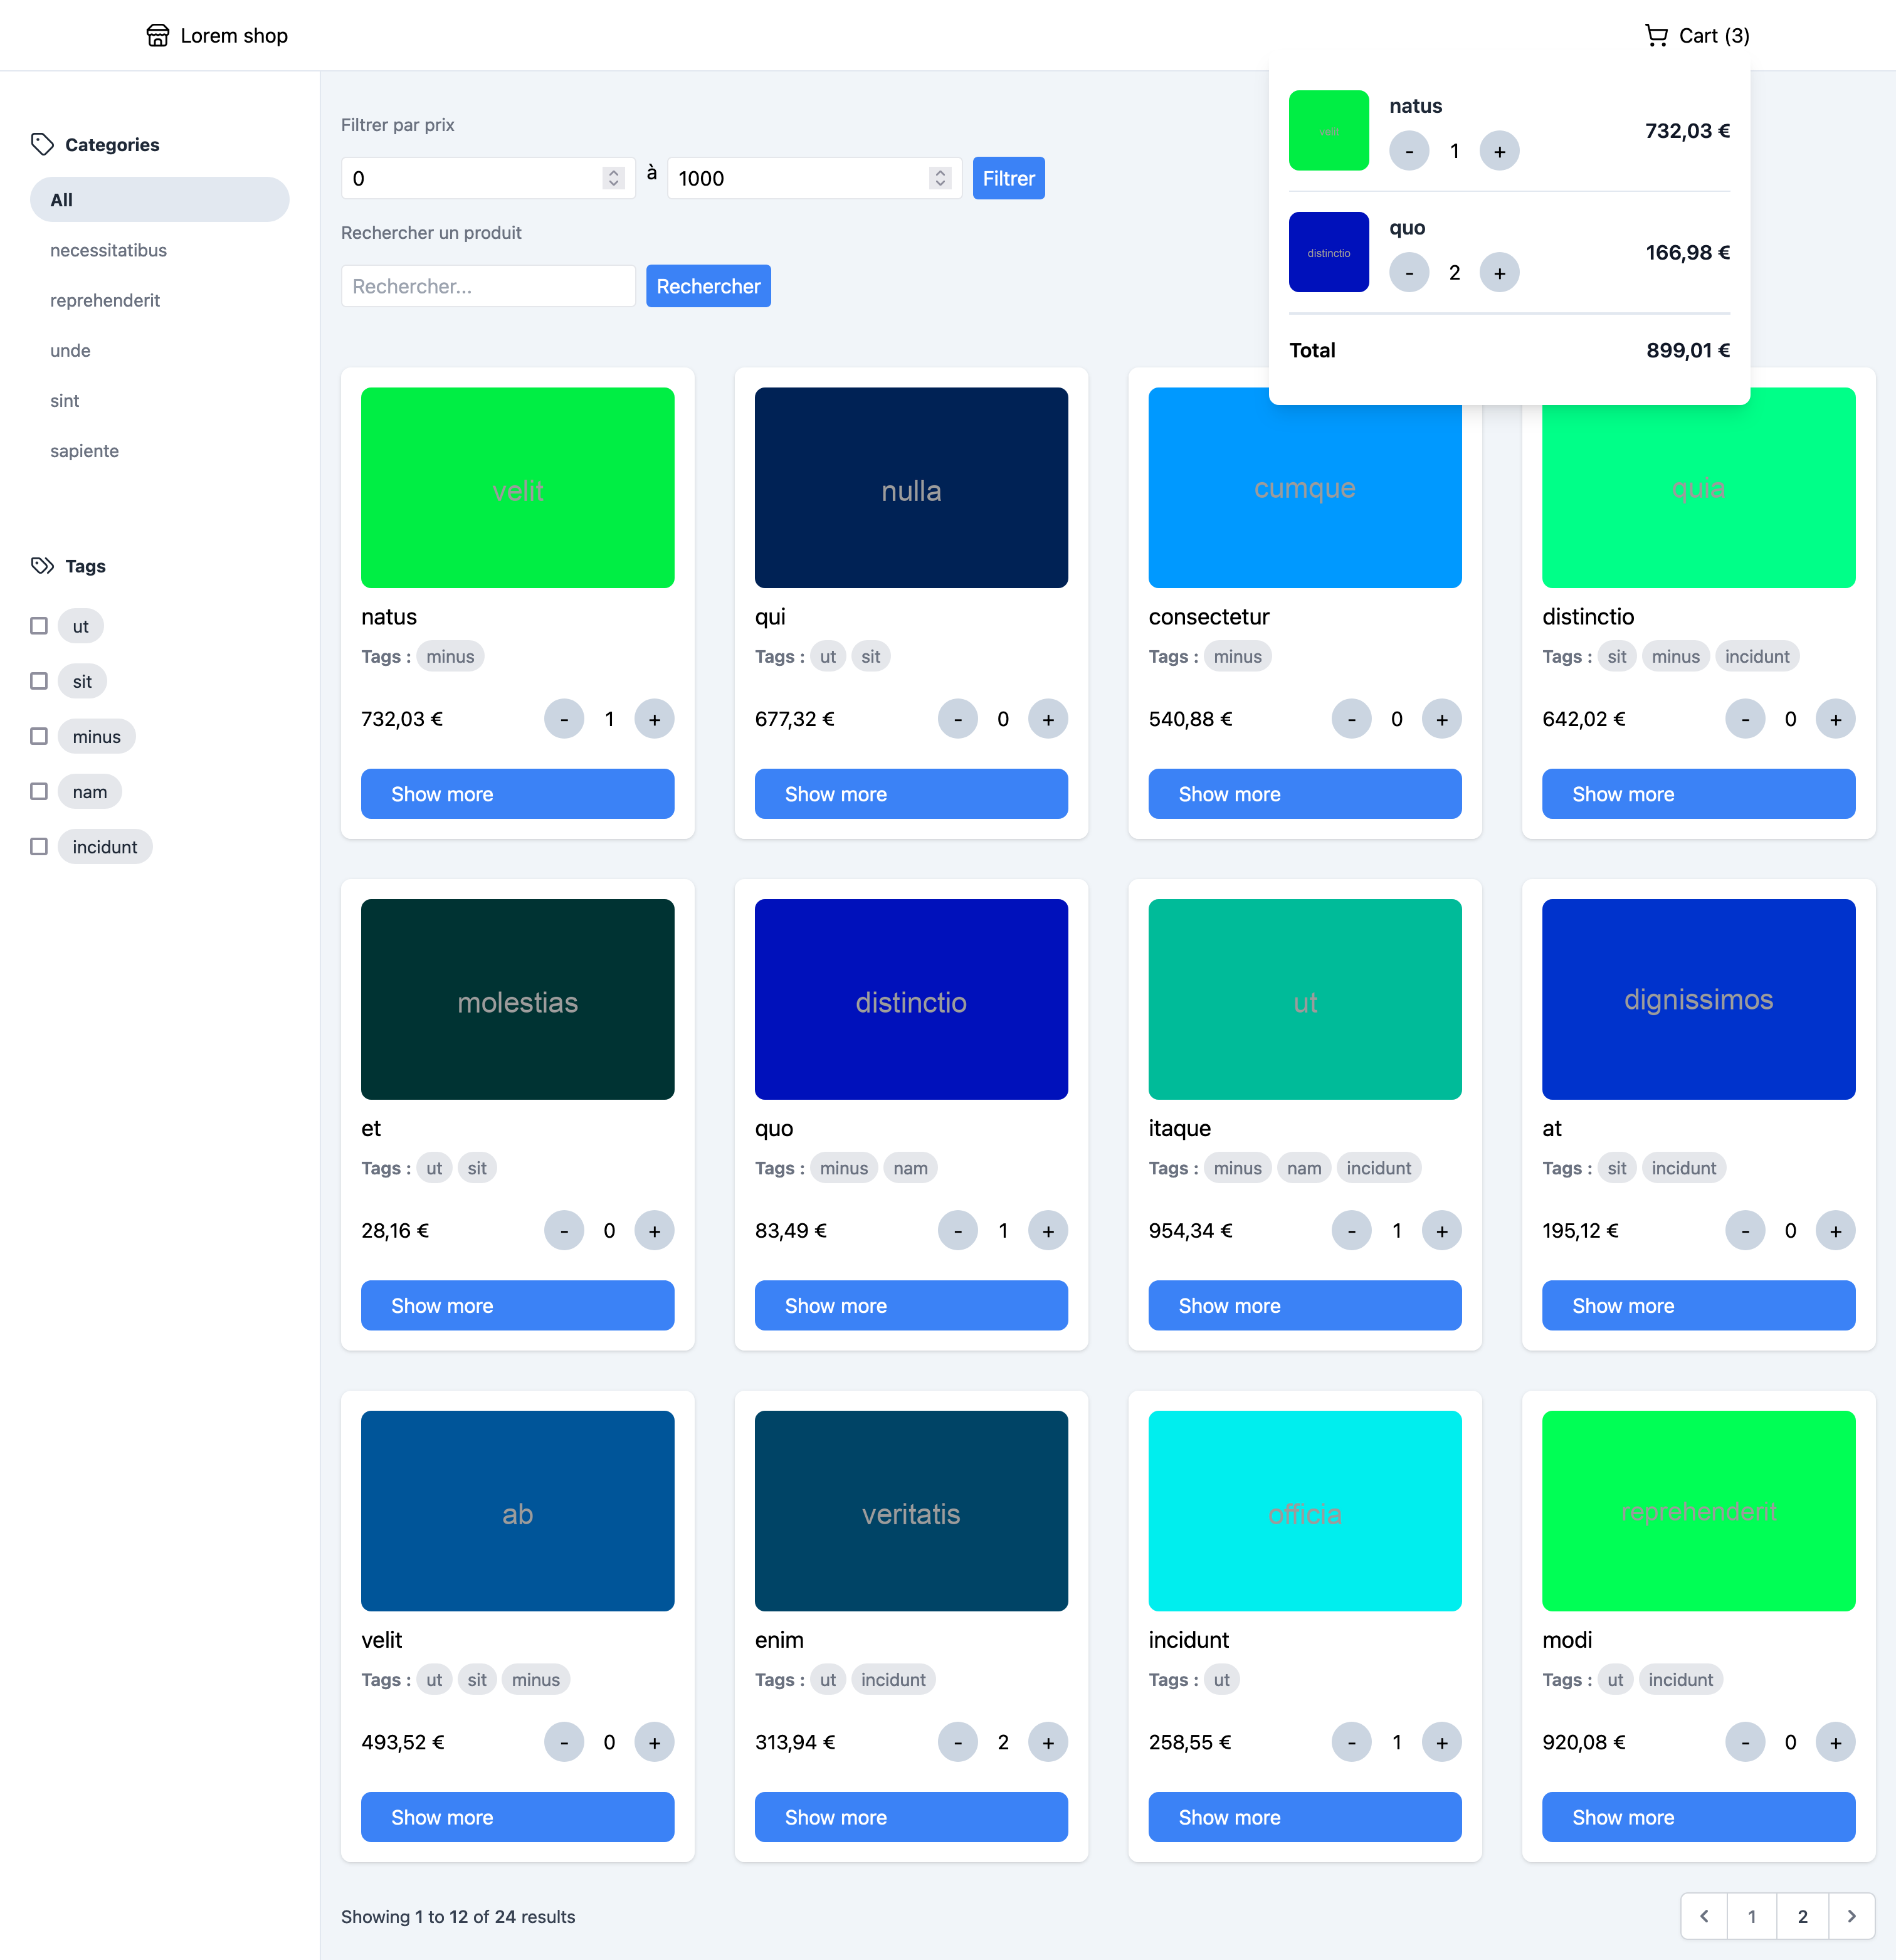 Lorem shop
Cart (3)
Categories
All
necessitatibus
reprehenderit
unde
sint
sapiente
Tags
ut
sit
minus
nam
incidunt
Filtrer par prix
0 à 1000 Filtrer
Rechercher un produit
Rechercher... Rechercher
velit
natus
- 1 +
732,03 €
distinctio
quo
- 2 +
166,98 €
Total 899,01 €
velit
natus
Tags : minus
732,03 € - 1 +
Show more
nulla
qui
Tags : ut sit
677,32 € - 0 +
Show more
cumque
consectetur
Tags : minus
540,88 € - 0 +
Show more
quia
distinctio
Tags : sit minus incidunt
642,02 € - 0 +
Show more
molestias
et
Tags : ut sit
28,16 € - 0 +
Show more
distinctio
quo
Tags : minus nam
83,49 € - 1 +
Show more
ut
itaque
Tags : minus nam incidunt
954,34 € - 1 +
Show more
dignissimos
at
Tags : sit incidunt
195,12 € - 0 +
Show more
ab
velit
Tags : ut sit minus
493,52 € - 0 +
Show more
veritatis
enim
Tags : ut incidunt
313,94 € - 2 +
Show more
officia
incidunt
Tags : ut
258,55 € - 1 +
Show more
reprehenderit
modi
Tags : ut incidunt
920,08 € - 0 +
Show more
Showing 1 to 12 of 24 results
1 2